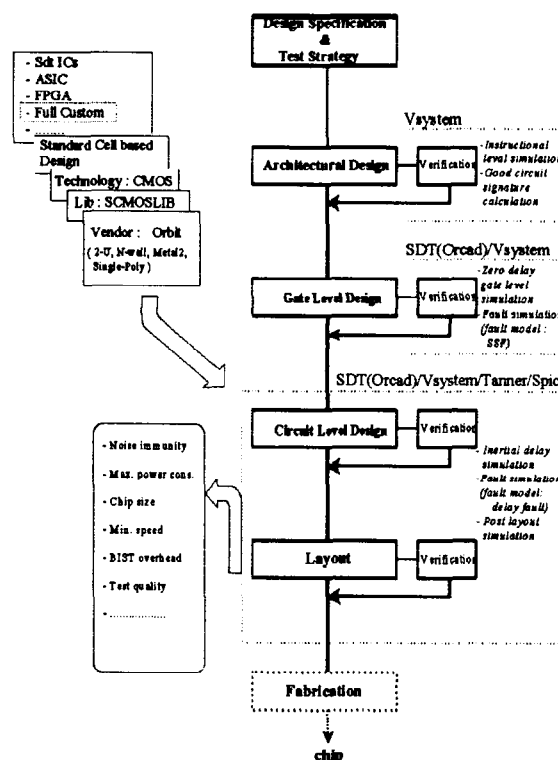 Design Specification
&
Test Strategy
- Sdt ICs
- ASIC
- FPGA
- Full Custom
- ........
Standard Cell based
Design
Technology : CMOS
Lib : SCMOSLIB
Vendor : Orbit
( 2-U, N-well, Metal2,
Single-Poly )
Vsystem
Architectural Design
Verification
- Instructional
level simulation
- Good circuit
signature
calculation
SDT(Orcad)/Vsystem
Gate Level Design
Verification
- Zero delay
gate level
simulation
- Fault simulation
(fault model :
SSF)
SDT(Orcad)/Vsystem/Tanner/Spic
Circuit Level Design
Verification
- Inertial delay
simulation
- Fault simulation
(fault model:
delay fault)
- Post layout
simulation
- Noise immunity
- Max. power cons.
- Chip size
- Min. speed
- BIST overhead
- Test quality
- ....................
Layout
Verification
Fabrication
chip